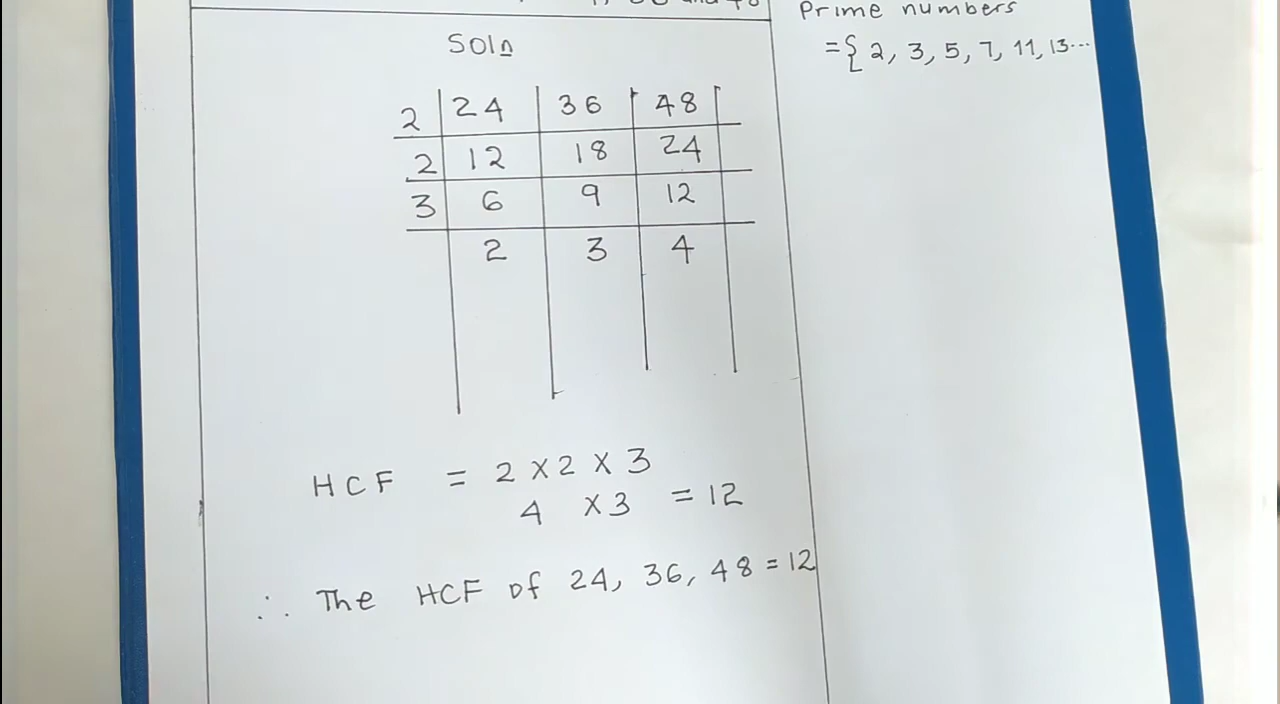 and 48
Prime numbers
={2, 3, 5, 7, 11, 13...
Soln
2 24 36 48
2 12 18 24
3 6 9 12
2 3 4
HCF = 2 x 2 x 3
4 x 3 = 12
∴ The HCF of 24, 36, 48 = 12